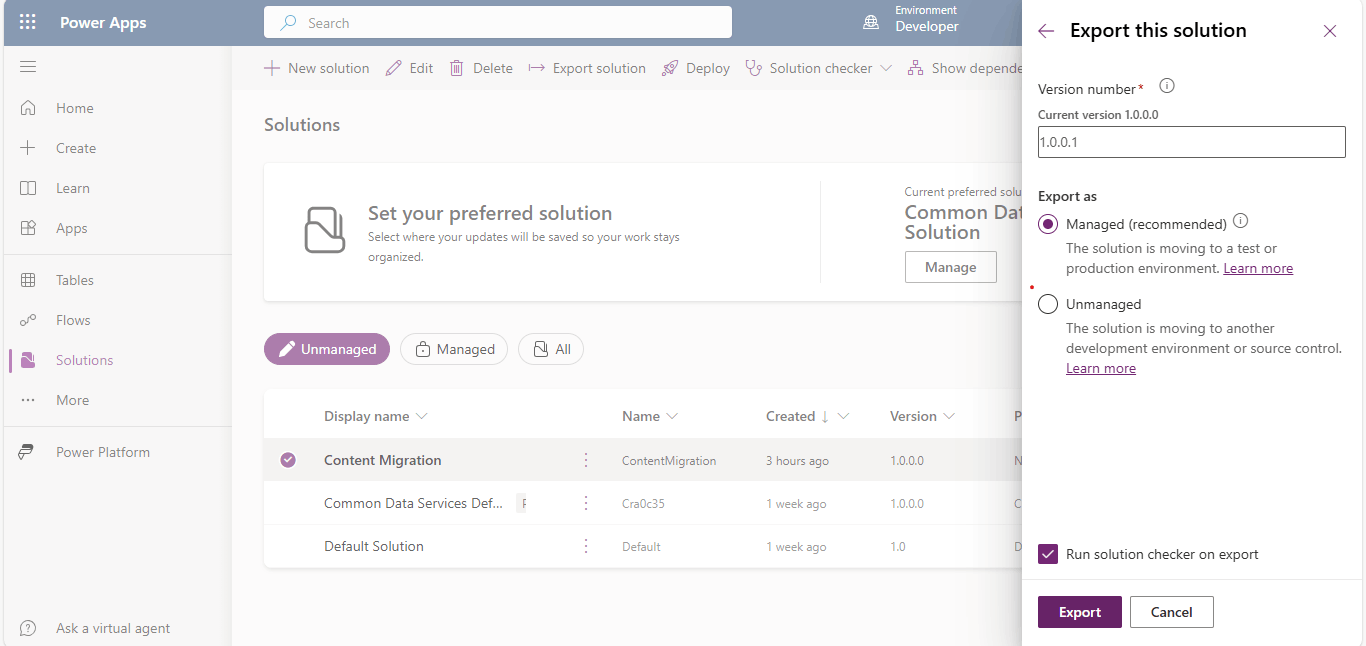 Power Apps
Search
Environment
Developer
New solution
Edit
Delete
Export solution
Deploy
Solution checker
Show depende
Home
Create
Learn
Apps
Tables
Flows
Solutions
More
Power Platform
Ask a virtual agent
Solutions
Set your preferred solution
Select where your updates will be saved so your work stays
organized.
Current preferred solu
Common Dat
Solution
Manage
Unmanaged
Managed
All
Display name
Name
Created
Version
P
Content Migration
ContentMigration
3 hours ago
1.0.0.0
N
Common Data Services Def...
Cra0c35
1 week ago
1.0.0.0
C
Default Solution
Default
1 week ago
1.0
D
Export this solution
Version number*
Current version 1.0.0.0
1.0.0.1
Export as
Managed (recommended)
The solution is moving to a test or
production environment. Learn more
Unmanaged
The solution is moving to another
development environment or source control.
Learn more
Run solution checker on export
Export
Cancel